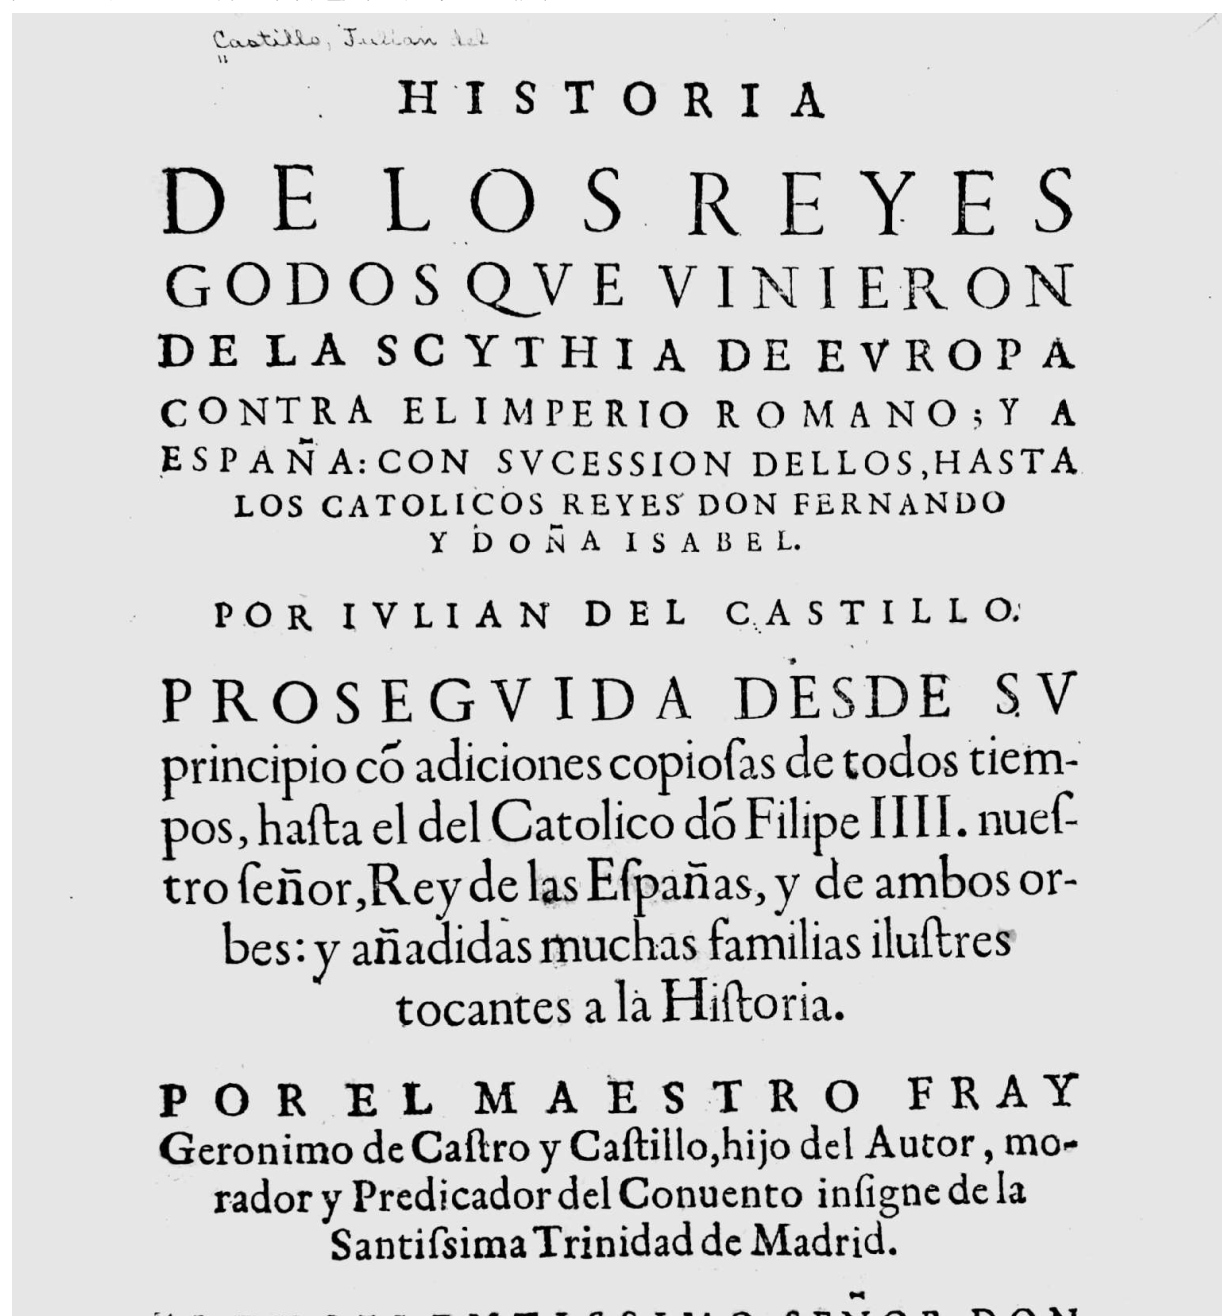 Castillo, Julian del
HISTORIA
DE LOS REYES
GODOS QVE VINIERON
DE LA SCYTHIA DE EVROPA
CONTRA EL IMPERIO ROMANO; Y A
ESPAÑA: CON SVCESSION DELLOS, HASTA
LOS CATOLICOS REYES DON FERNANDO
Y DOÑA ISABEL.
POR IVLIAN DEL CASTILLO.
PROSEGVIDA DESDE SV
principio cõ adiciones copioſas de todos tiem-
pos, haſta el del Catolico dõ Filipe IIII. nueſ-
tro ſeñor, Rey de las Eſpañas, y de ambos or-
bes: y añadidas muchas familias iluſtres
tocantes a la Hiſtoria.
POR EL MAESTRO FRAY
Geronimo de Caſtro y Caſtillo, hijo del Autor, mo-
rador y Predicador del Conuento inſigne de la
Santiſsima Trinidad de Madrid.
SEÑOR DON